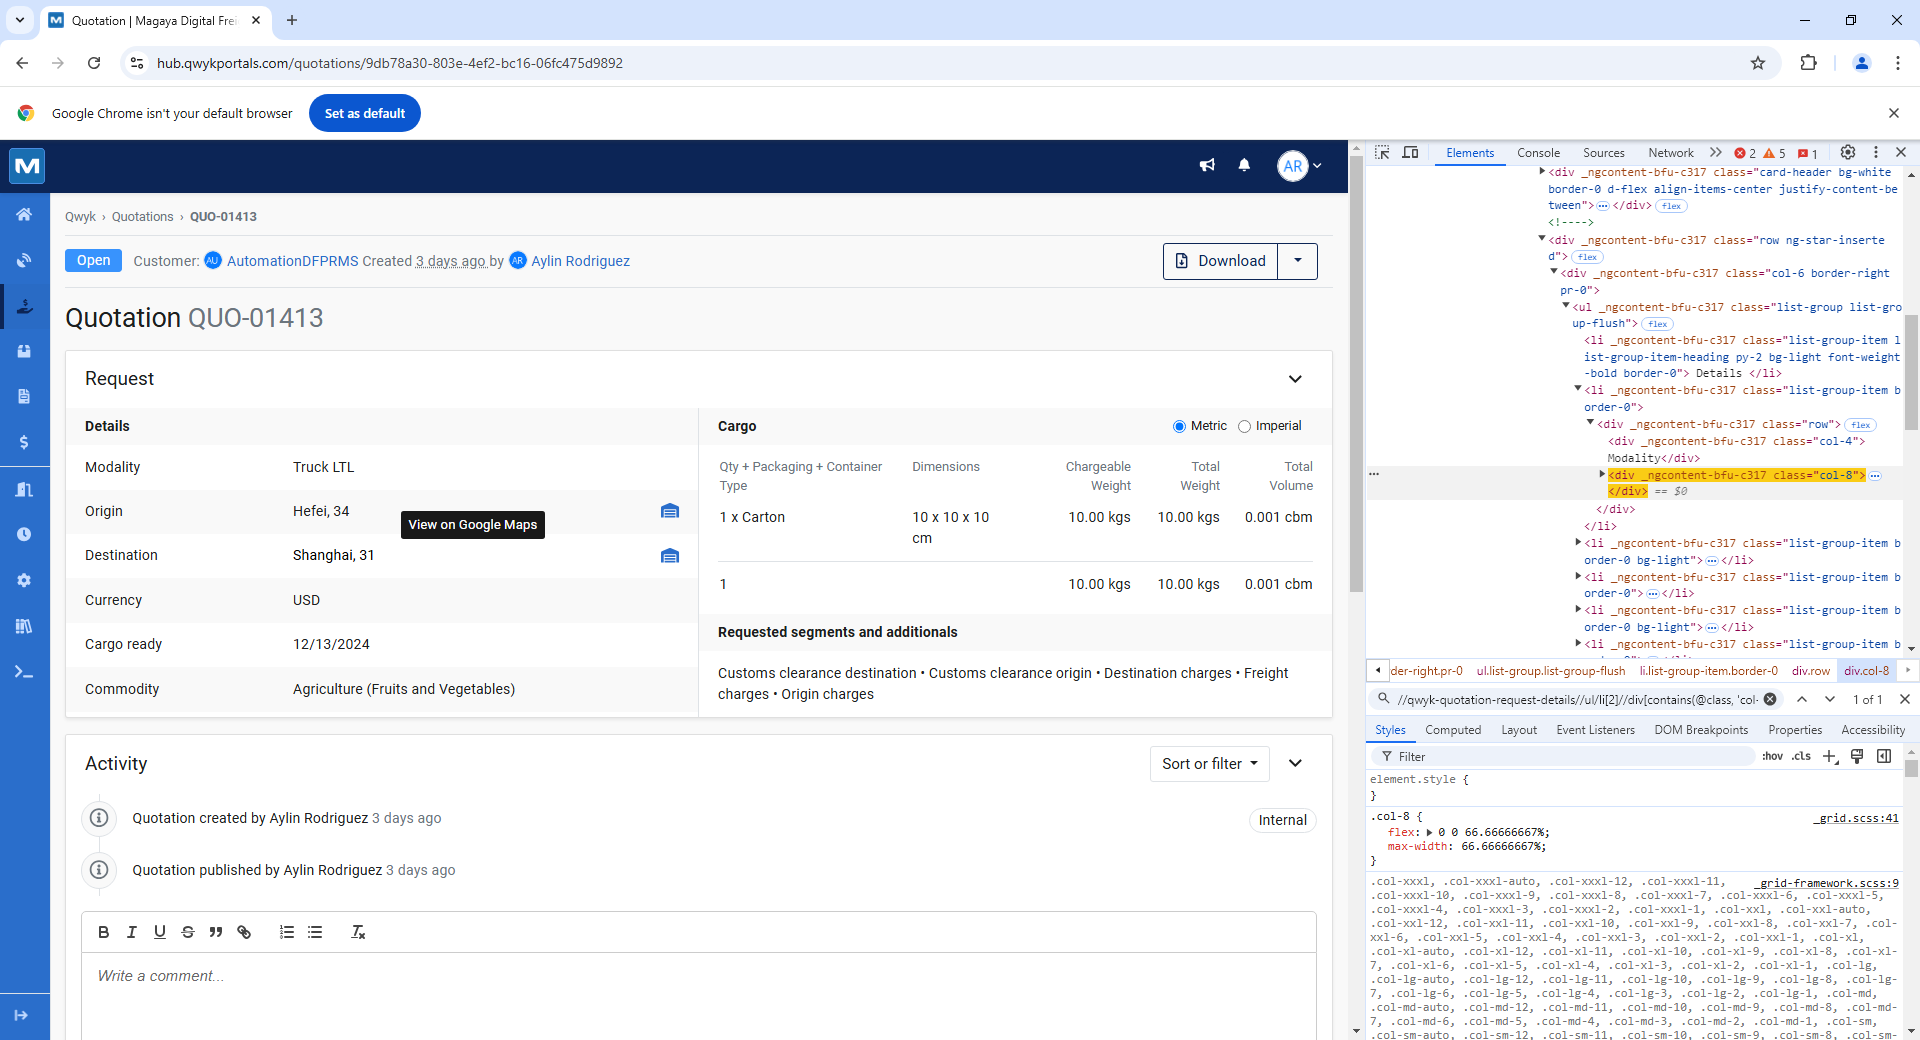 Quotation | Magaya Digital Frei
hub.qwykportals.com/quotations/9db78a30-803e-4ef2-bc16-06fc475d9892
Google Chrome isn't your default browser
Set as default
AR
Qwyk › Quotations › QUO-01413
Open Customer: AU AutomationDFPRMS Created 3 days ago by AR Aylin Rodriguez
Download
Quotation QUO-01413
Request
Details
Modality Truck LTL
Origin Hefei, 34
View on Google Maps
Destination Shanghai, 31
Currency USD
Cargo ready 12/13/2024
Commodity Agriculture (Fruits and Vegetables)
Cargo Metric Imperial
Qty + Packaging + Container Dimensions Chargeable Total Total
Type Weight Weight Volume
1 x Carton 10 x 10 x 10 10.00 kgs 10.00 kgs 0.001 cbm
cm
1 10.00 kgs 10.00 kgs 0.001 cbm
Requested segments and additionals
Customs clearance destination • Customs clearance origin • Destination charges • Freight
charges • Origin charges
Activity
Sort or filter
Quotation created by Aylin Rodriguez 3 days ago Internal
Quotation published by Aylin Rodriguez 3 days ago
Write a comment...
Elements Console Sources Network 2 5 1
<div _ngcontent-bfu-c317 class="card-header bg-white
border-0 d-flex align-items-center justify-content-be
tween"> </div> flex
<!---->
<div _ngcontent-bfu-c317 class="row ng-star-inserte
d"> flex
<div _ngcontent-bfu-c317 class="col-6 border-right
pr-0">
<ul _ngcontent-bfu-c317 class="list-group list-gro
up-flush"> flex
<li _ngcontent-bfu-c317 class="list-group-item l
ist-group-item-heading py-2 bg-light font-weight
-bold border-0"> Details </li>
<li _ngcontent-bfu-c317 class="list-group-item b
order-0">
<div _ngcontent-bfu-c317 class="row"> flex
<div _ngcontent-bfu-c317 class="col-4">
Modality</div>
<div _ngcontent-bfu-c317 class="col-8">
</div> == $0
</div>
</li>
<li _ngcontent-bfu-c317 class="list-group-item b
order-0 bg-light"> </li>
<li _ngcontent-bfu-c317 class="list-group-item b
order-0"> </li>
<li _ngcontent-bfu-c317 class="list-group-item b
order-0 bg-light"> </li>
<li _ngcontent-bfu-c317 class="list-group-item b
der-right.pr-0 ul.list-group.list-group-flush li.list-group-item.border-0 div.row div.col-8
//qwyk-quotation-request-details//ul/li[2]//div[contains(@class, 'col- 1 of 1
Styles Computed Layout Event Listeners DOM Breakpoints Properties Accessibility
Filter :hov .cls
element.style {
}
.col-8 { _grid.scss:41
flex: 0 0 66.66666667%;
max-width: 66.66666667%;
}
.col-xxxl, .col-xxxl-auto, .col-xxxl-12, .col-xxxl-11, _grid-framework.scss:9
.col-xxxl-10, .col-xxxl-9, .col-xxxl-8, .col-xxxl-7, .col-xxxl-6, .col-xxxl-5,
.col-xxxl-4, .col-xxxl-3, .col-xxxl-2, .col-xxxl-1, .col-xxl, .col-xxl-auto,
.col-xxl-12, .col-xxl-11, .col-xxl-10, .col-xxl-9, .col-xxl-8, .col-xxl-7, .col-
xxl-6, .col-xxl-5, .col-xxl-4, .col-xxl-3, .col-xxl-2, .col-xxl-1, .col-xl,
.col-xl-auto, .col-xl-12, .col-xl-11, .col-xl-10, .col-xl-9, .col-xl-8, .col-xl-
7, .col-xl-6, .col-xl-5, .col-xl-4, .col-xl-3, .col-xl-2, .col-xl-1, .col-lg,
.col-lg-auto, .col-lg-12, .col-lg-11, .col-lg-10, .col-lg-9, .col-lg-8, .col-lg-
7, .col-lg-6, .col-lg-5, .col-lg-4, .col-lg-3, .col-lg-2, .col-lg-1, .col-md,
.col-md-auto, .col-md-12, .col-md-11, .col-md-10, .col-md-9, .col-md-8, .col-md-
7, .col-md-6, .col-md-5, .col-md-4, .col-md-3, .col-md-2, .col-md-1, .col-sm,
.col-sm-auto, .col-sm-12, .col-sm-11, .col-sm-10, .col-sm-9, .col-sm-8, .col-sm-